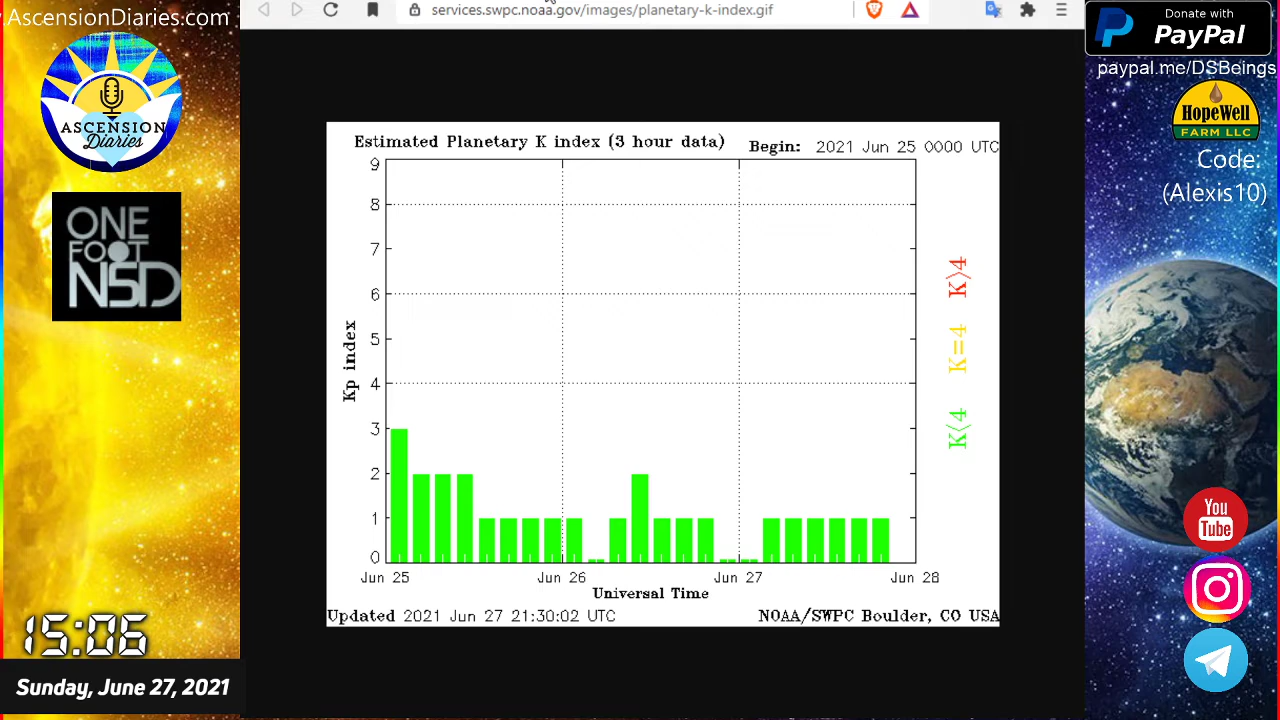 AscensionDiaries.com
ASCENSION
Diaries
ONE
FOOT
NSD
15:06
Sunday, June 27, 2021
services.swpc.noaa.gov/images/planetary-k-index.gif
Estimated Planetary K index (3 hour data)
Begin: 2021 Jun 25 0000 UTC
9
8
7
6
5
4
3
2
1
0
Kp index
Jun 25
Jun 26
Jun 27
Jun 28
Universal Time
K>4
K=4
K<4
Updated 2021 Jun 27 21:30:02 UTC
NOAA/SWPC Boulder, CO USA
Donate with
PayPal
paypal.me/DSBeings
HopeWell
FARM LLC
Code:
(Alexis10)
You
Tube